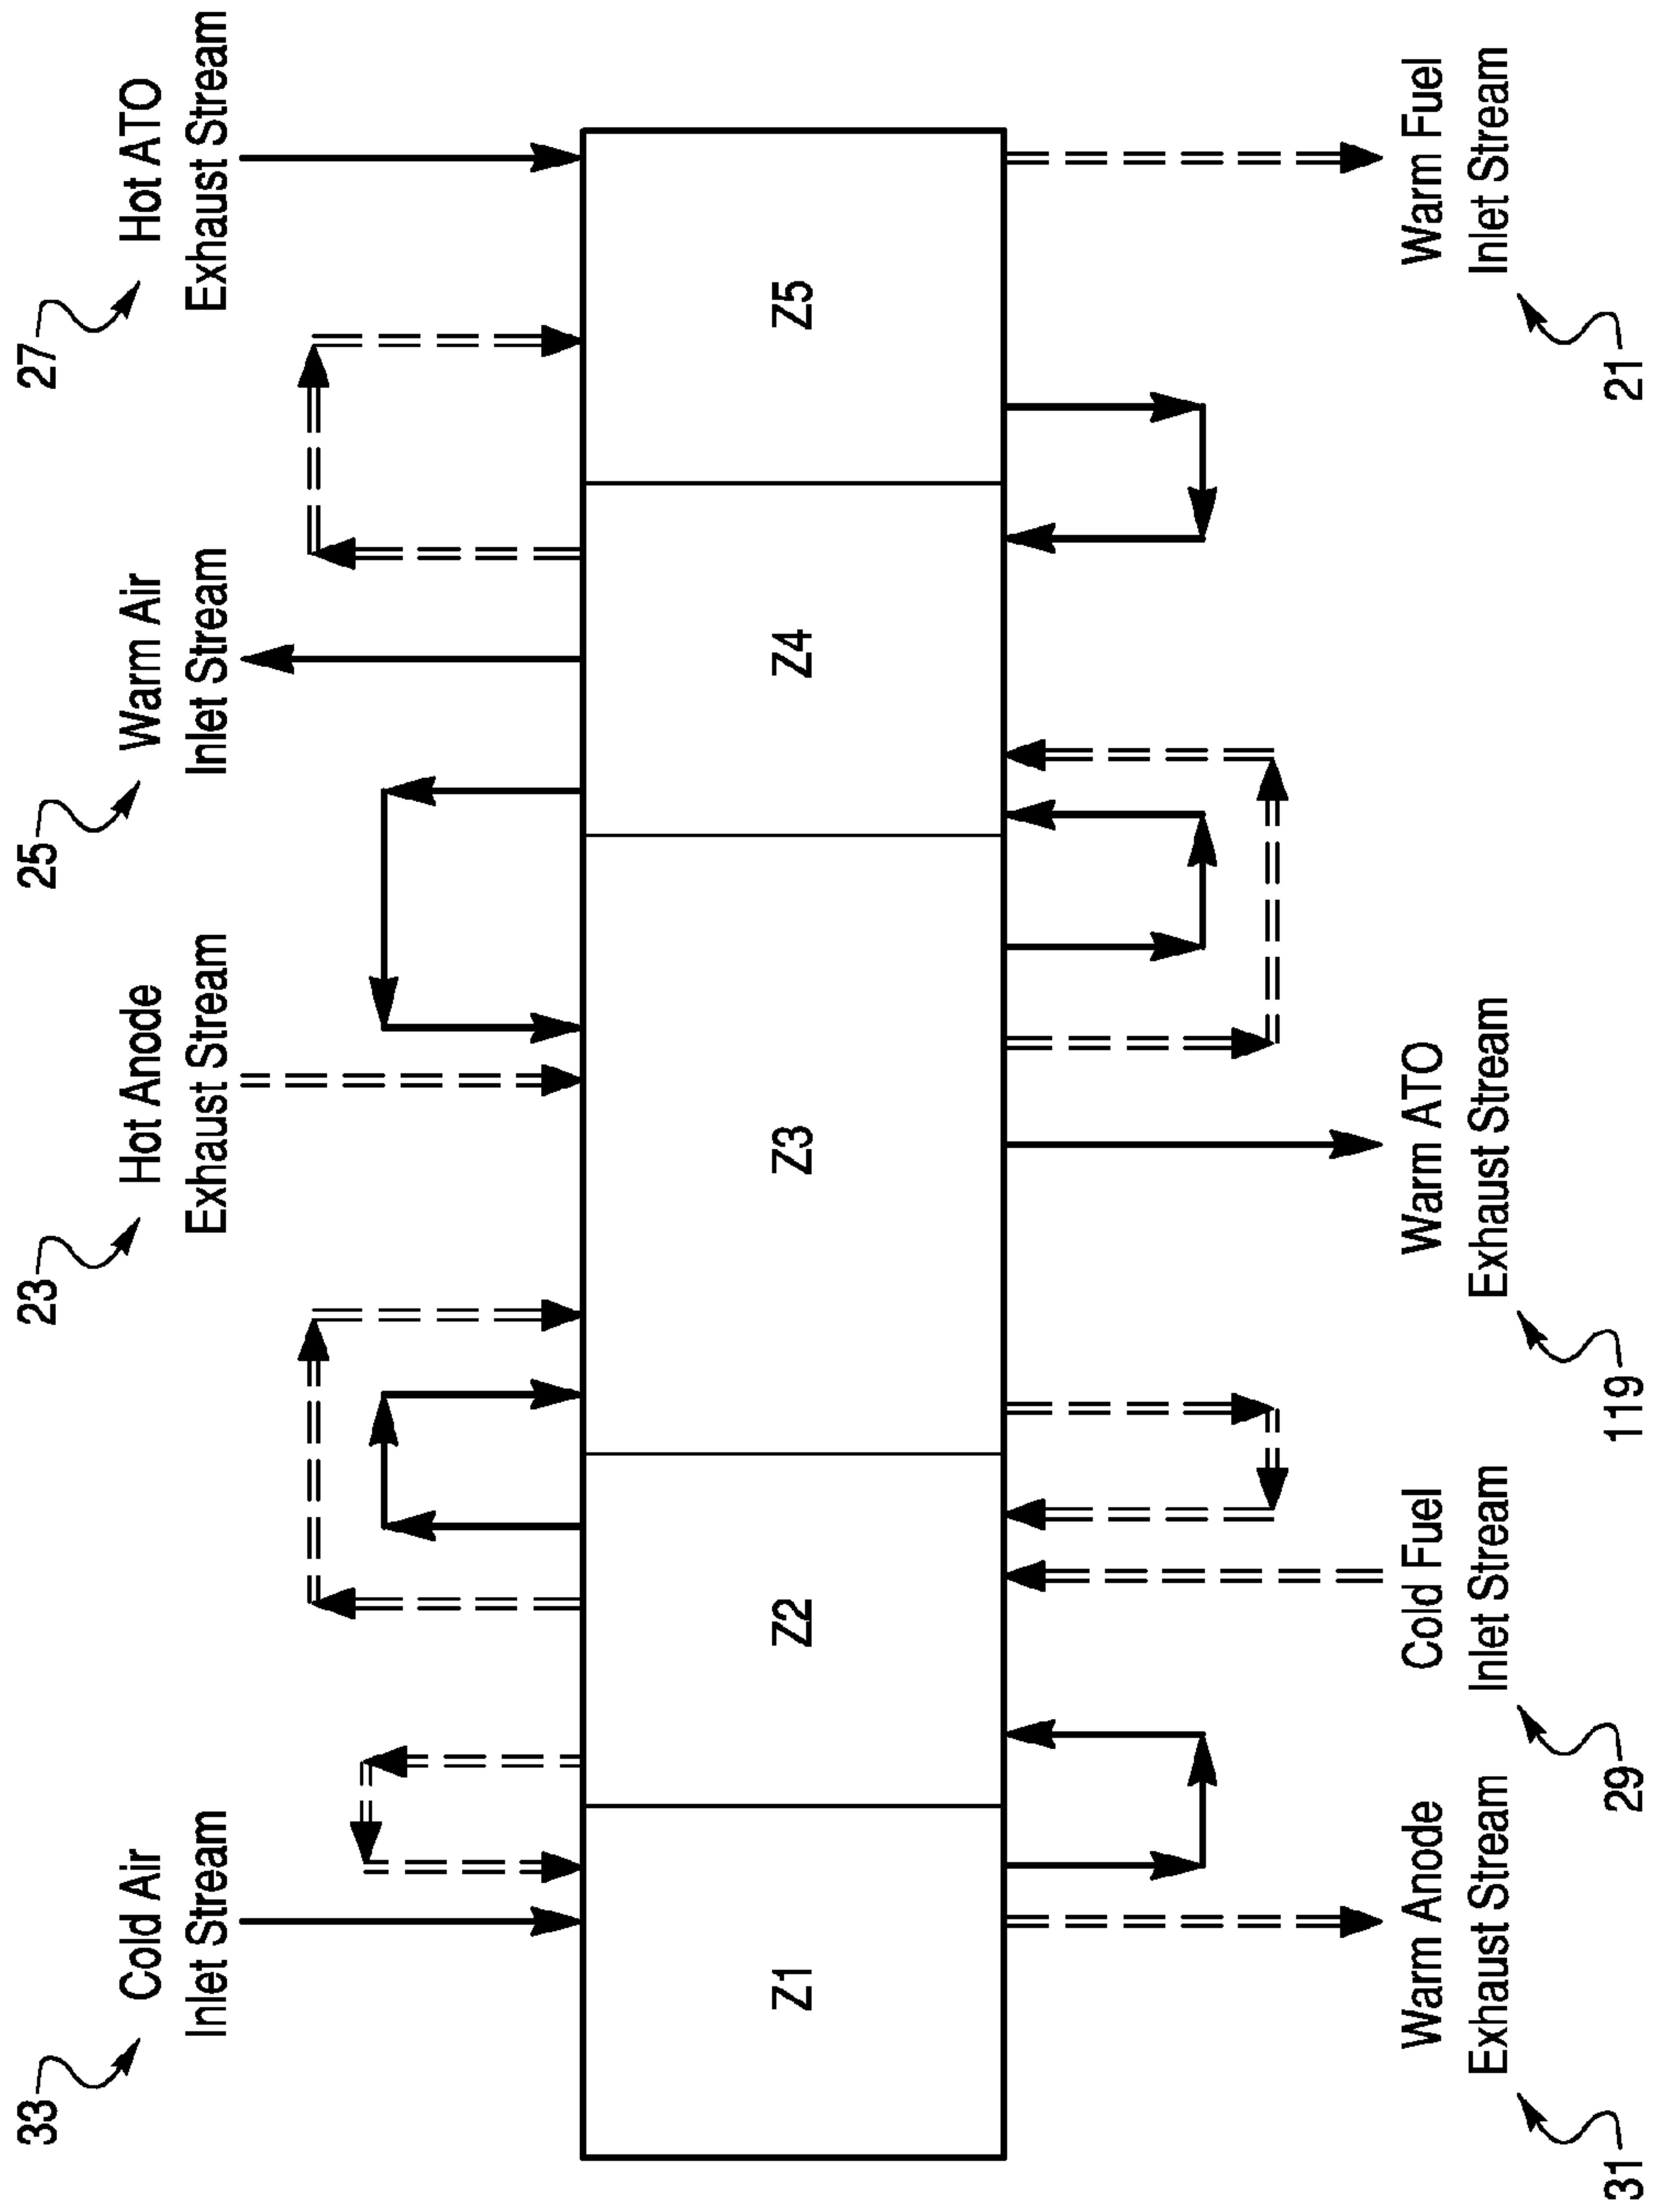 33
Cold Air
Inlet Stream
23
Hot Anode
Exhaust Stream
25
Warm Air
Inlet Stream
27
Hot ATO
Exhaust Stream
Z1
Z2
Z3
Z4
Z5
Warm Anode
Exhaust Stream
31
Cold Fuel
Inlet Stream
29
Warm ATO
Exhaust Stream
119
Warm Fuel
Inlet Stream
21